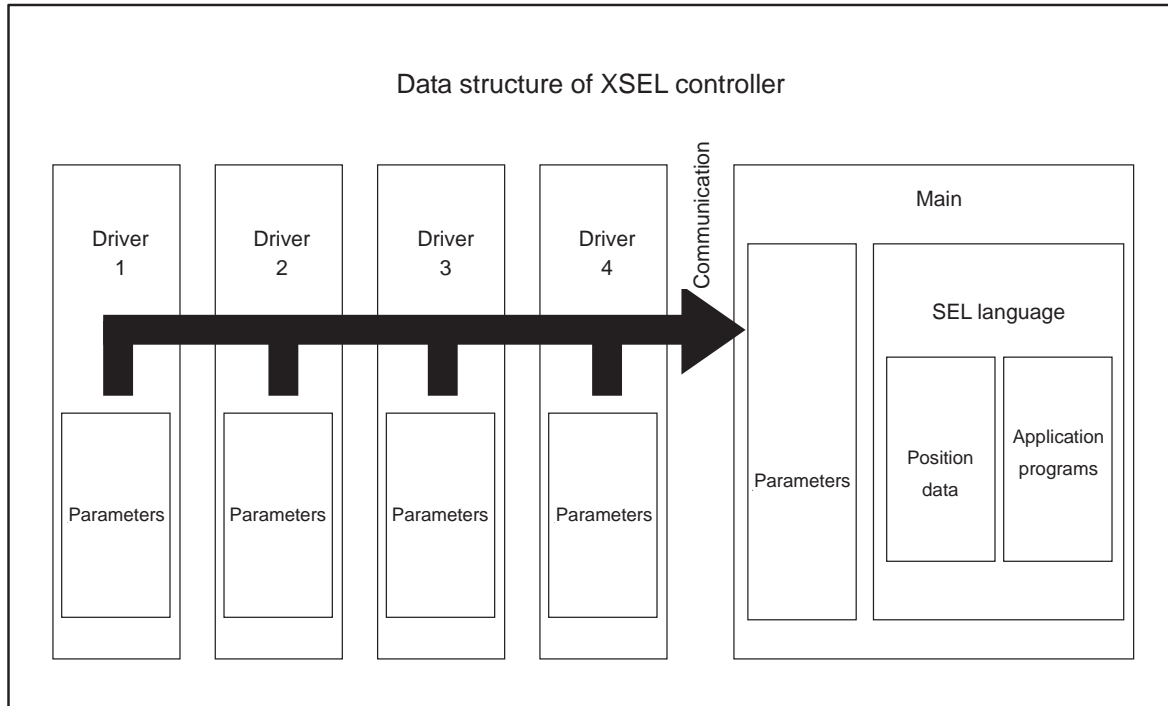 Data structure of XSEL controller
Driver
1
Parameters
Driver
2
Parameters
Driver
3
Parameters
Driver
4
Parameters
Communication
Main
Parameters
SEL language
Position
data
Application
programs